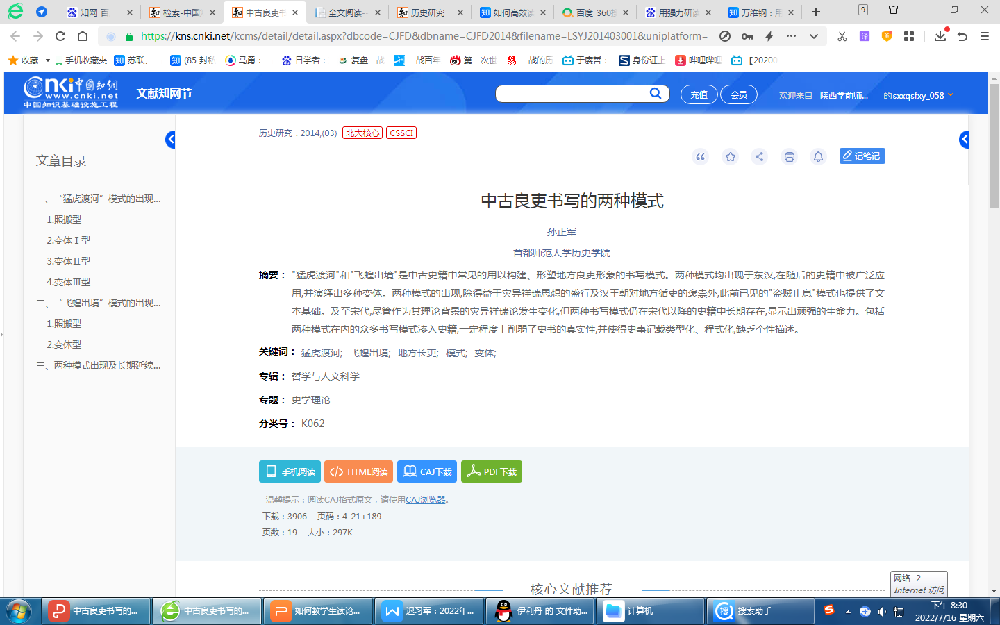 知网_百
检索-中国
中古良吏书
全文阅读--
历史研究
如何高效读
百度_360搜
用强力研读
万维钢：用
9
https://kns.cnki.net/kcms/detail/detail.aspx?dbcode=CJFD&dbname=CJFD2014&filename=LSYJ201403001&uniplatform=
收藏
手机收藏夹
苏联、二
(85 封私
马勇：一
日学者：
复盘一战
一战百年
第一次世
一战的历
于赓哲：
身份证上
哔哩哔哩
【2020(
cnki中国知网
www.cnki.net
中国知识基础设施工程
文献知网节
充值
会员
欢迎来自 陕西学前师... 的sxxqsfxy_058
文章目录
一、“猛虎渡河”模式的出现...
1.照搬型
2.变体Ⅰ型
3.变体Ⅱ型
4.变体Ⅲ型
二、“飞蝗出境”模式的出现...
1.照搬型
2.变体型
三、两种模式出现及长期延续...
历史研究 . 2014,(03) 北大核心 CSSCI
记笔记
中古良吏书写的两种模式
孙正军
首都师范大学历史学院
摘要： "猛虎渡河"和"飞蝗出境"是中古史籍中常见的用以构建、形塑地方良吏形象的书写模式。两种模式均出现于东汉,在随后的史籍中被广泛应
用,并演绎出多种变体。两种模式的出现,除得益于灾异祥瑞思想的盛行及汉王朝对地方循吏的褒崇外,此前已见的"盗贼止息"模式也提供了文
本基础。及至宋代,尽管作为其理论背景的灾异祥瑞论发生变化,但两种书写模式仍在宋代以降的史籍中长期存在,显示出顽强的生命力。包括
两种模式在内的众多书写模式渗入史籍,一定程度上削弱了史书的真实性,并使得史事记载类型化、程式化,缺乏个性描述。
关键词： 猛虎渡河; 飞蝗出境; 地方长吏; 模式; 变体;
专辑： 哲学与人文科学
专题： 史学理论
分类号： K062
手机阅读
HTML阅读
CAJ下载
PDF下载
温馨提示：阅读CAJ格式原文，请使用CAJ浏览器。
下载：3906 页码：4-21+189
页数：19 大小：297K
核心文献推荐
网络 2
Internet 访问
中古良吏书写的...
中古良吏书写的...
如何教学生读论...
迟习军：2022年...
伊利丹 的 文件助...
计算机
搜索助手
下午 8:30
2022/7/16 星期六